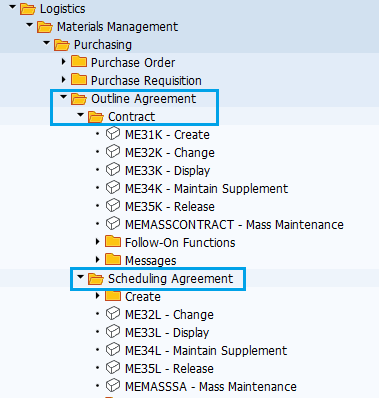 Logistics
Materials Management
Purchasing
Purchase Order
Purchase Requisition
Outline Agreement
Contract
ME31K - Create
ME32K - Change
ME33K - Display
ME34K - Maintain Supplement
ME35K - Release
MEMASSCONTRACT - Mass Maintenance
Follow-On Functions
Messages
Scheduling Agreement
Create
ME32L - Change
ME33L - Display
ME34L - Maintain Supplement
ME35L - Release
MEMASSSA - Mass Maintenance